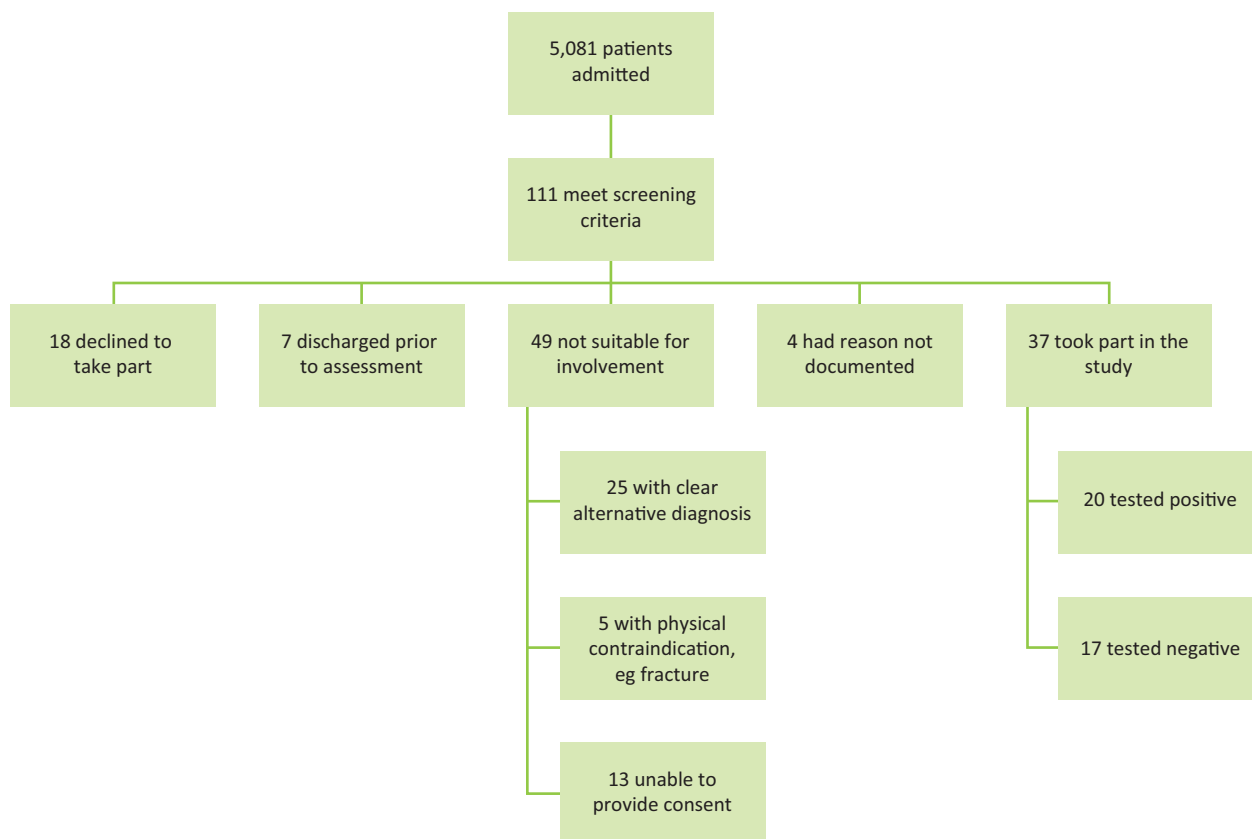 5,081 patients
admitted
111 meet screening
criteria
18 declined to
take part
7 discharged prior
to assessment
49 not suitable for
involvement
4 had reason not
documented
37 took part in the
study
25 with clear
alternative diagnosis
5 with physical
contraindication,
eg fracture
13 unable to
provide consent
20 tested positive
17 tested negative